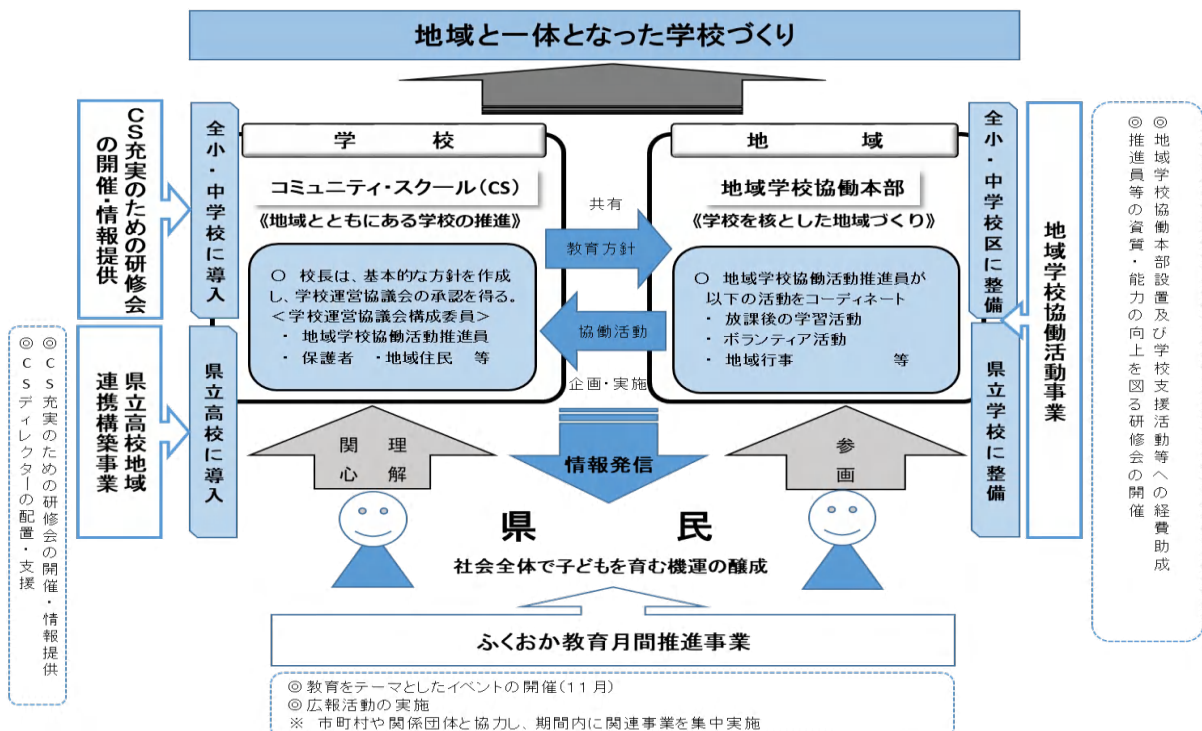 地域と一体となった学校づくり
CS充実のための研修会
の開催・情報提供
全小・中学校に導入
学　校
コミュニティ・スクール(CS)
《地域とともにある学校の推進》
○ 校長は、基本的な方針を作成
し、学校運営協議会の承認を得る。
＜学校運営協議会構成委員＞
・ 地域学校協働活動推進員
・ 保護者 ・地域住民 等
共有
教育方針
協働活動
企画・実施
地　域
地域学校協働本部
《学校を核とした地域づくり》
○ 地域学校協働活動推進員が
以下の活動をコーディネート
・ 放課後の学習活動
・ ボランティア活動
・ 地域行事 等
全小・中学校区に整備
地域学校協働活動事業
◎地域学校協働本部設置及び学校支援活動等への経費助成
◎推進員等の資質・能力の向上を図る研修会の開催
県立高校地域
連携構築事業
県立高校に導入
◎CS充実のための研修会の開催・情報提供
◎CSディレクターの配置・支援
県立学校に整備
理解
関心
情報発信
参画
県　民
社会全体で子どもを育む機運の醸成
ふくおか教育月間推進事業
◎ 教育をテーマとしたイベントの開催(11月)
◎ 広報活動の実施
※ 市町村や関係団体と協力し、期間内に関連事業を集中実施